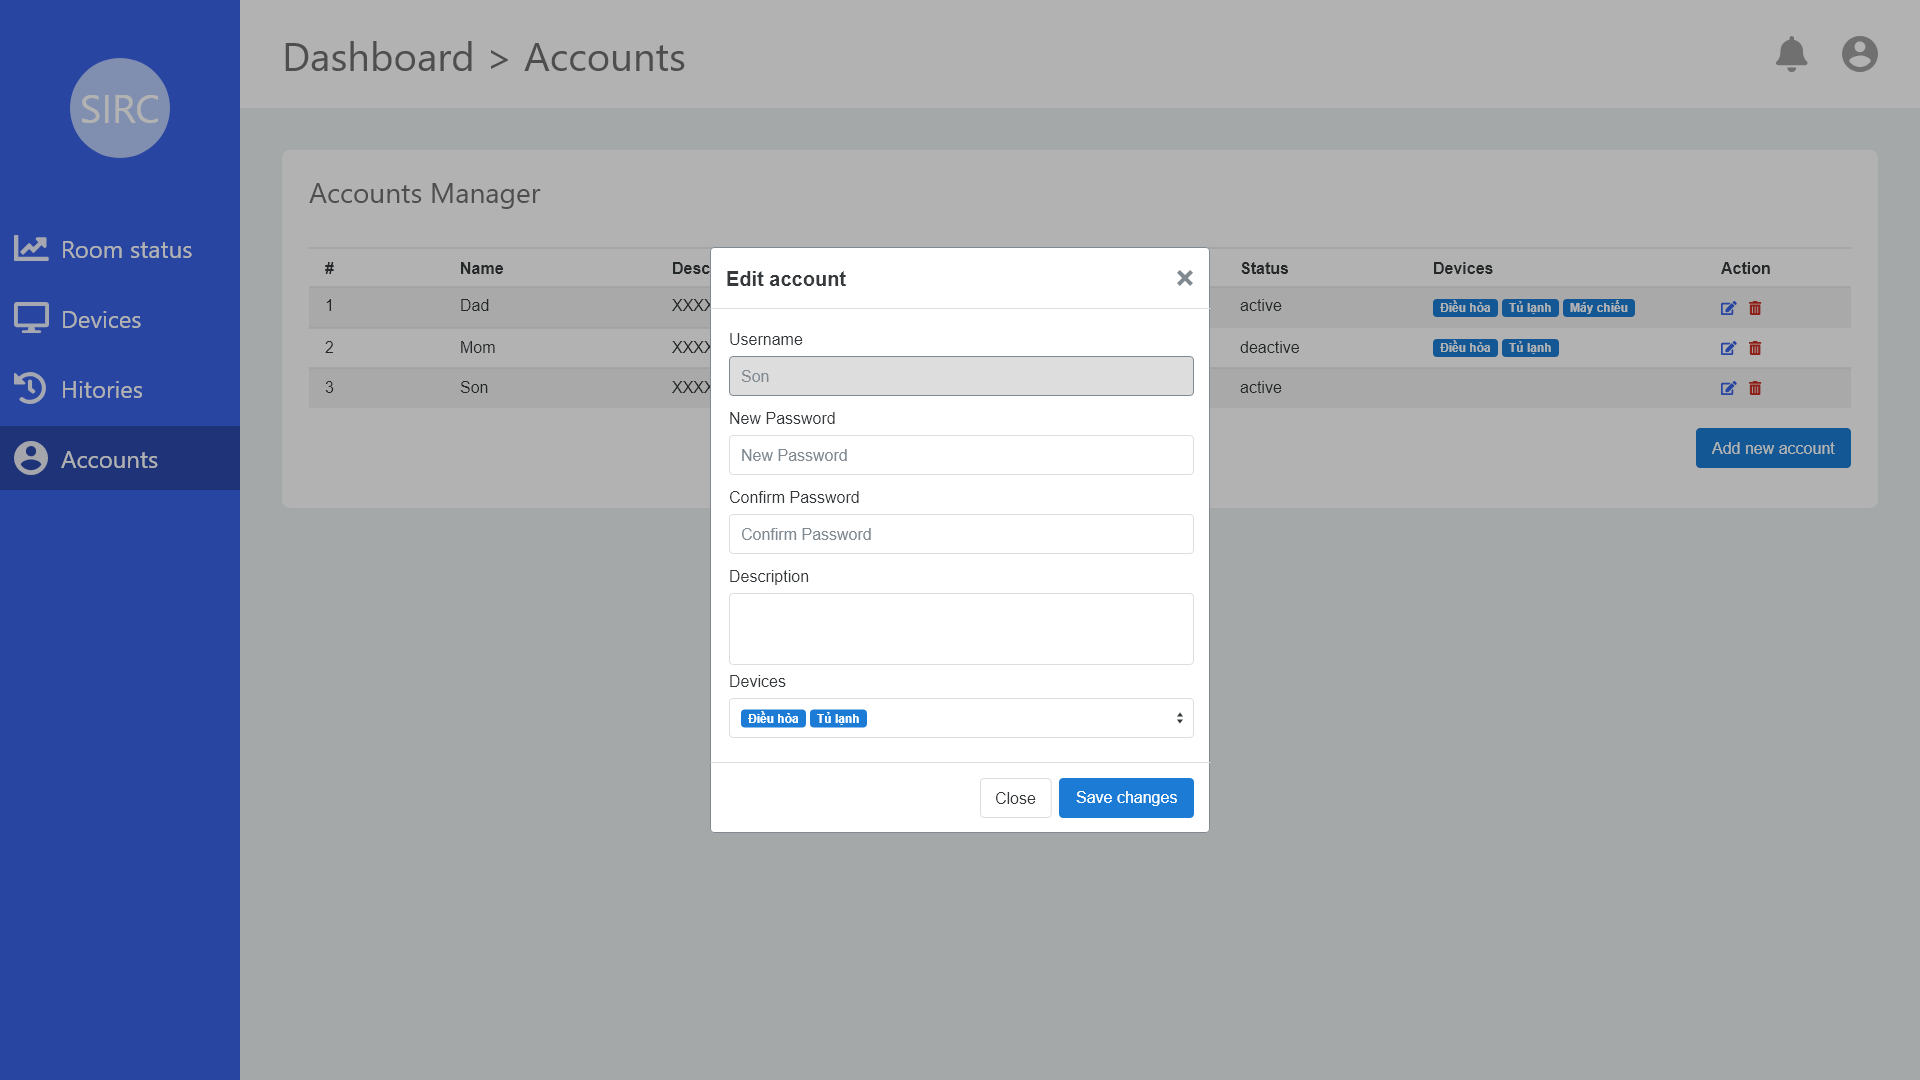 SIRC
Dashboard > Accounts
Room status
Devices
Hitories
Accounts
Accounts Manager
# Name Desc Status Devices Action
1 Dad XXXX active Điều hòa Tủ lạnh Máy chiếu
2 Mom XXXX deactive Điều hòa Tủ lạnh
3 Son XXXX active
Add new account
Edit account
Username
Son
New Password
New Password
Confirm Password
Confirm Password
Description
Devices
Điều hòa Tủ lạnh
Close Save changes